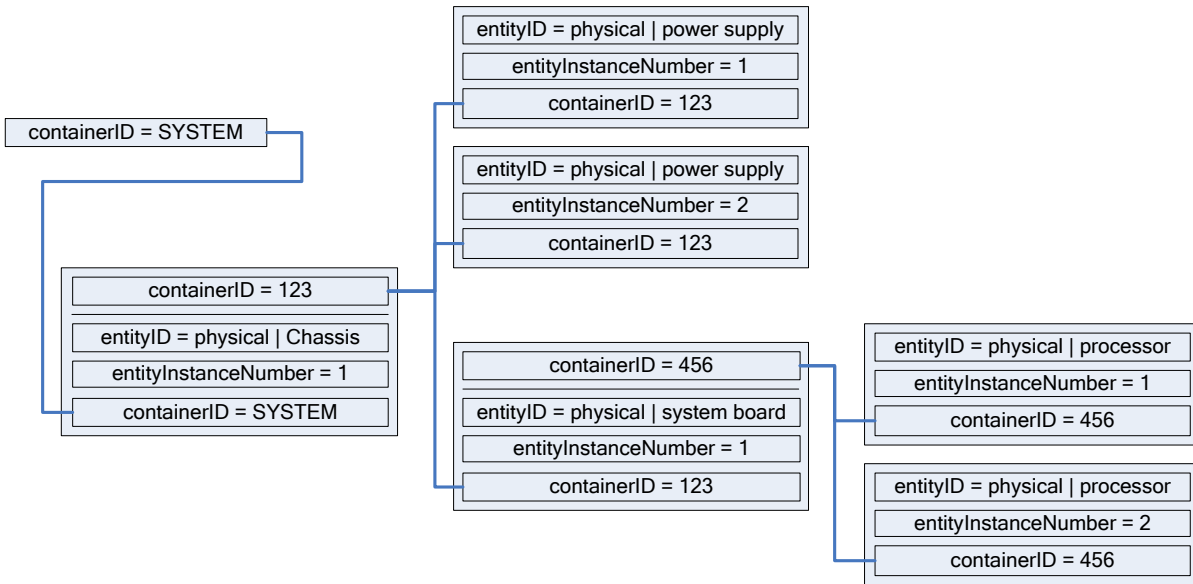 containerID = SYSTEM
containerID = 123
entityID = physical | Chassis
entityInstanceNumber = 1
containerID = SYSTEM
entityID = physical | power supply
entityInstanceNumber = 1
containerID = 123
entityID = physical | power supply
entityInstanceNumber = 2
containerID = 123
containerID = 456
entityID = physical | system board
entityInstanceNumber = 1
containerID = 123
entityID = physical | processor
entityInstanceNumber = 1
containerID = 456
entityID = physical | processor
entityInstanceNumber = 2
containerID = 456